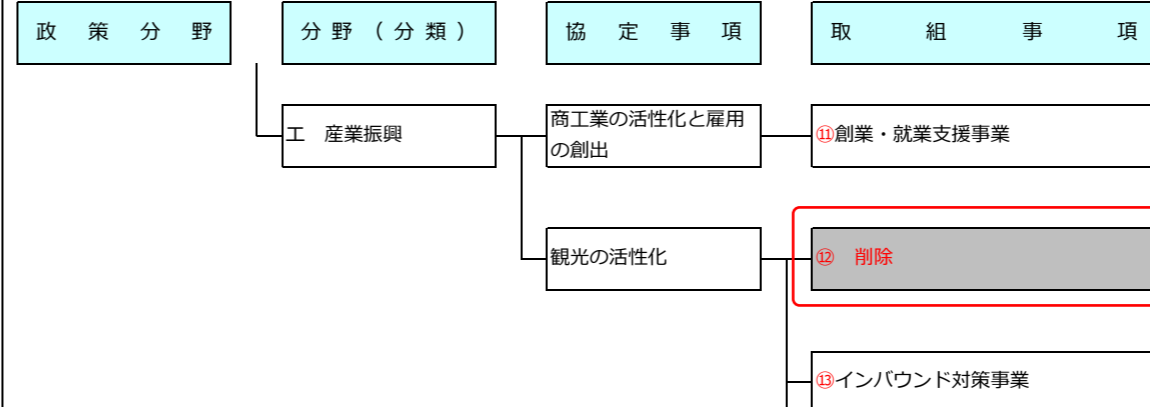 政策分野
分野（分類）
協定事項
取組事項
エ　産業振興
商工業の活性化と雇用
の創出
⑪創業・就業支援事業
観光の活性化
⑫　削除
⑬インバウンド対策事業